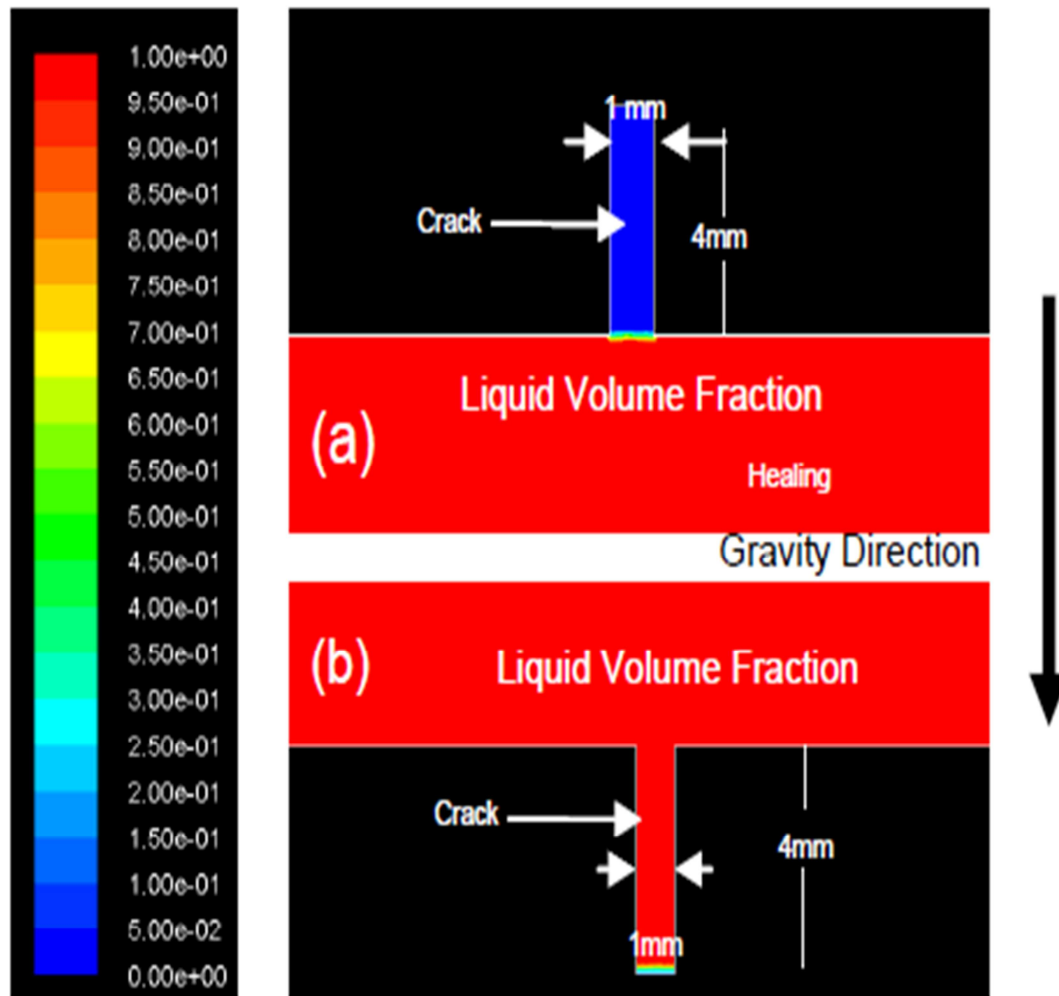 1.00e+00
9.50e-01
9.00e-01
8.50e-01
8.00e-01
7.50e-01
7.00e-01
6.50e-01
6.00e-01
5.50e-01
5.00e-01
4.50e-01
4.00e-01
3.50e-01
3.00e-01
2.50e-01
2.00e-01
1.50e-01
1.00e-01
5.00e-02
0.00e+00
1 mm
Crack
4mm
Liquid Volume Fraction
(a)
Healing
Gravity Direction
(b)
Liquid Volume Fraction
Crack
4mm
1mm